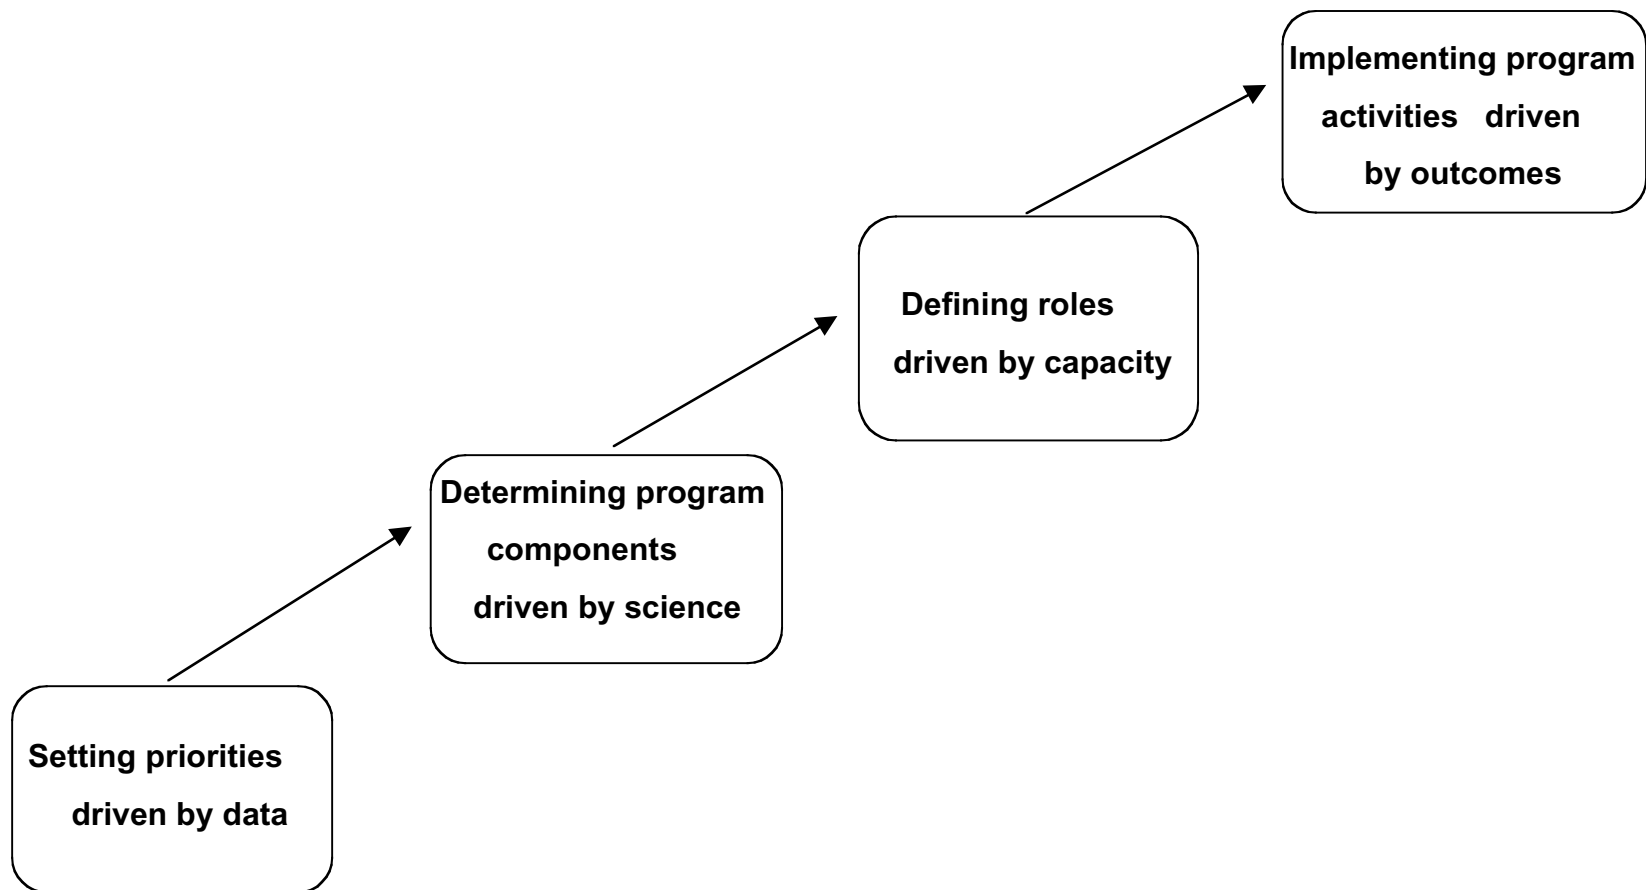 Implementing program
activities driven
by outcomes
Defining roles
driven by capacity
Determining program
components
driven by science
Setting priorities
driven by data